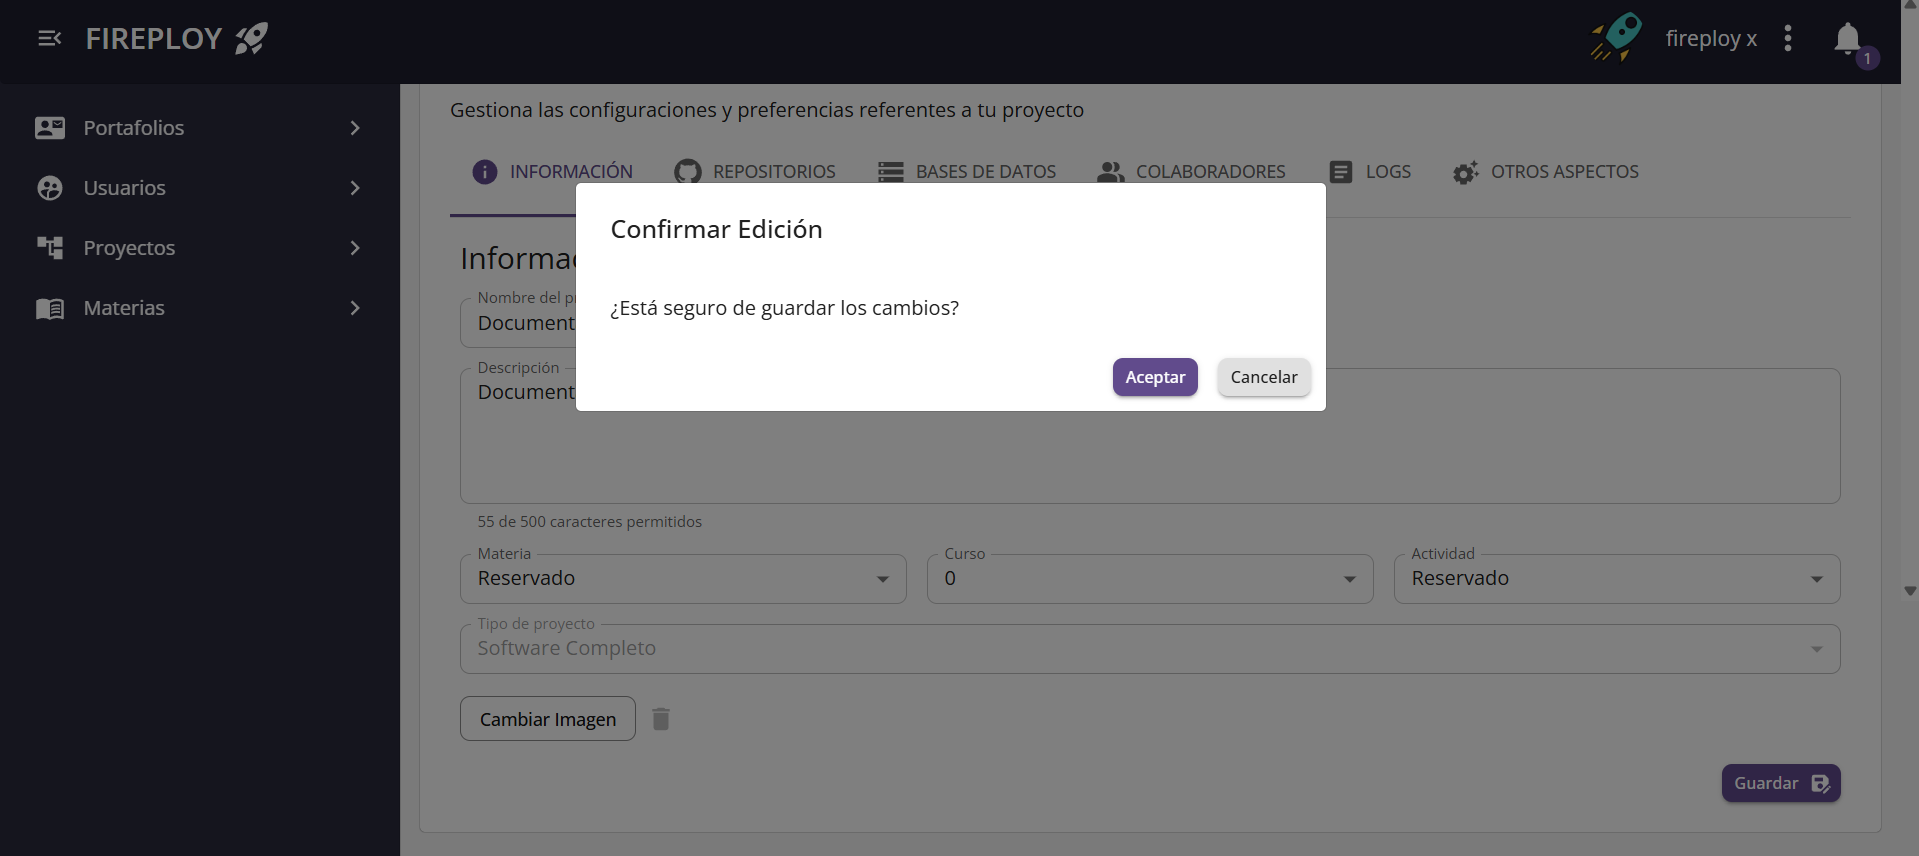 FIREPLOY
fireploy x
1
Portafolios
Usuarios
Proyectos
Materias
Gestiona las configuraciones y preferencias referentes a tu proyecto
INFORMACIÓN
REPOSITORIOS
BASES DE DATOS
COLABORADORES
LOGS
OTROS ASPECTOS
Confirmar Edición
¿Está seguro de guardar los cambios?
Aceptar
Cancelar
Informa
Nombre del p
Document
Descripción
Document
55 de 500 caracteres permitidos
Materia
Reservado
Curso
0
Actividad
Reservado
Tipo de proyecto
Software Completo
Cambiar Imagen
Guardar